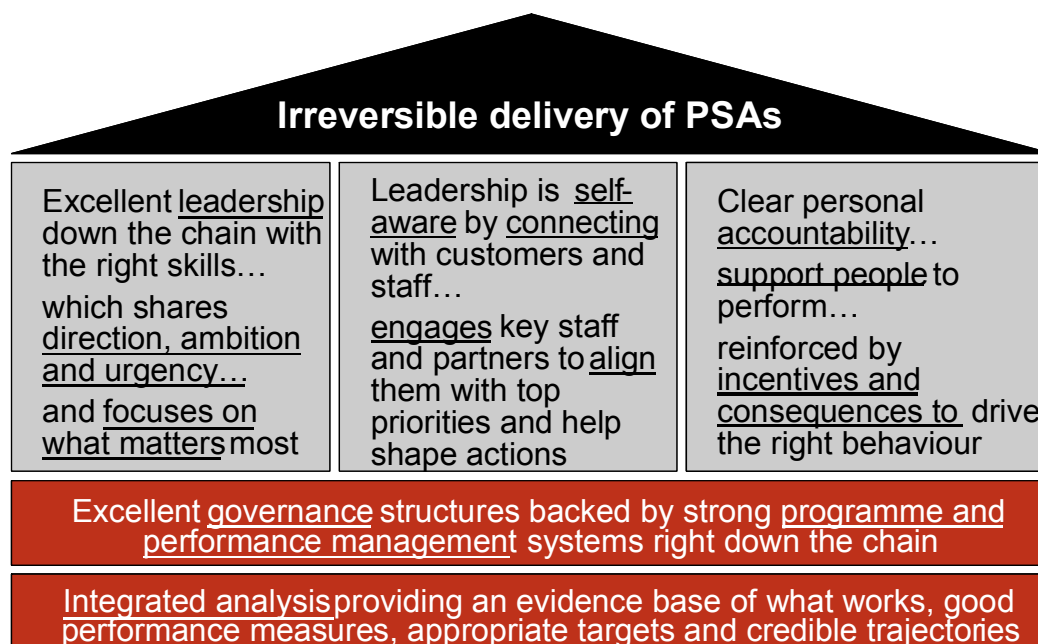 Irreversible delivery of PSAs
Excellent leadership
down the chain with
the right skills…
which shares
direction, ambition
and urgency…
and focuses on
what matters most
Leadership is self-
aware by connecting
with customers and
staff…
engages key staff
and partners to align
them with top
priorities and help
shape actions
Clear personal
accountability…
support people to
perform…
reinforced by
incentives and
consequences to drive
the right behaviour
Excellent governance structures backed by strong programme and
performance management systems right down the chain
Integrated analysis providing an evidence base of what works, good
performance measures, appropriate targets and credible trajectories